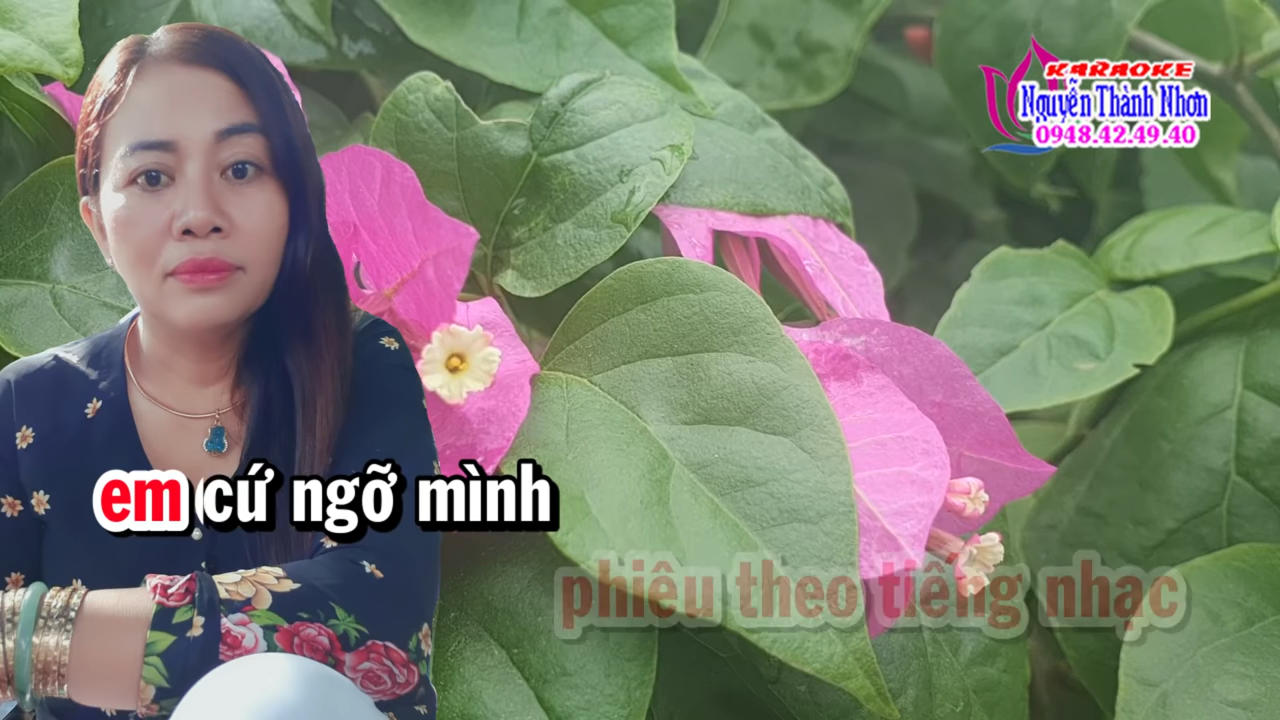 KARAOKE
Nguyễn Thành Nhơn
0948.42.49.40
em cứ ngỡ mình
phiêu theo tiếng nhạc